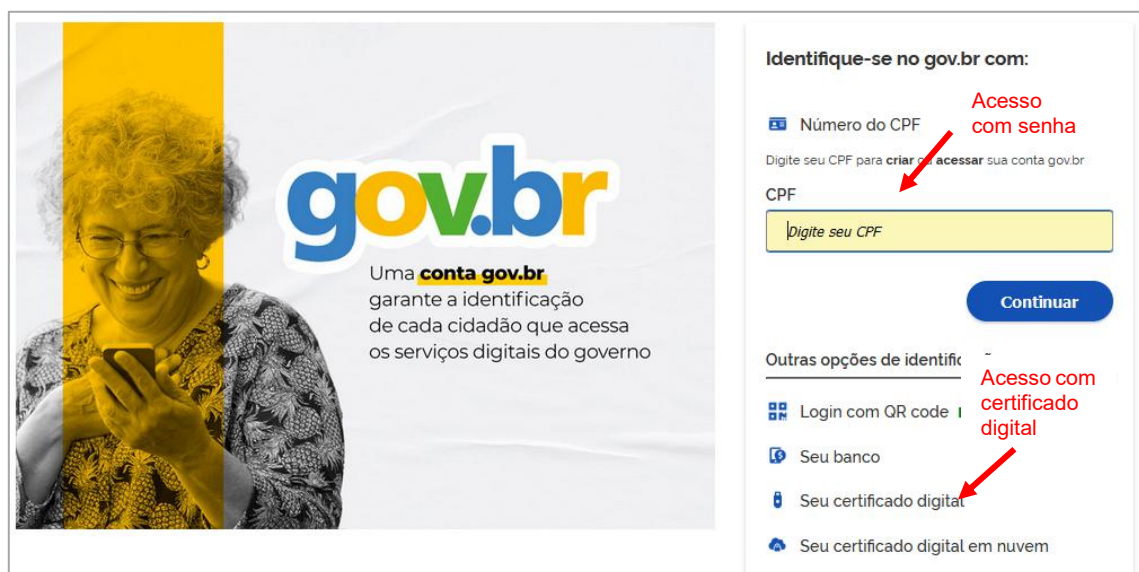 gov.br
Uma conta gov.br
garante a identificação
de cada cidadão que acessa
os serviços digitais do governo
Identifique-se no gov.br com:
Número do CPF
Acesso
com senha
Digite seu CPF para criar ou acessar sua conta gov.br
CPF
Digite seu CPF
Continuar
Outras opções de
Acesso com
certificado
digital
Login com QR code
Seu banco
Seu certificado digital
Seu certificado digital em nuvem